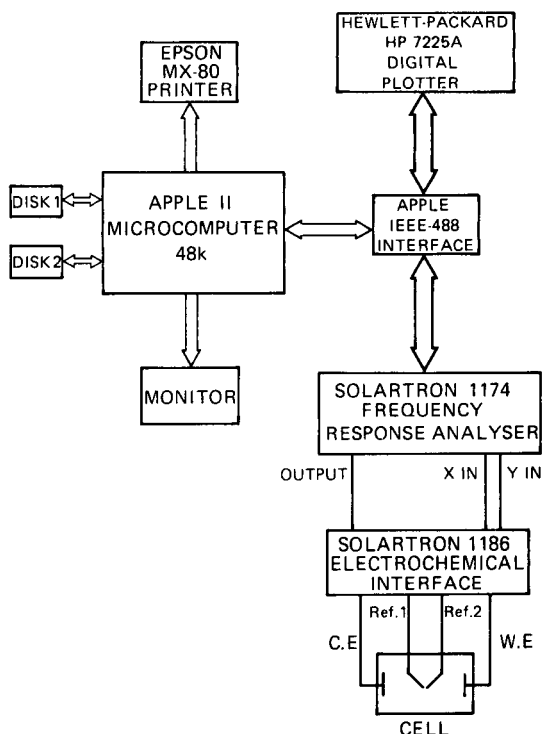 HEWLETT-PACKARD
HP 7225A
DIGITAL
PLOTTER
EPSON
MX-80
PRINTER
DISK 1
DISK 2
APPLE II
MICROCOMPUTER
48k
APPLE
IEEE-488
INTERFACE
MONITOR
SOLARTRON 1174
FREQUENCY
RESPONSE ANALYSER
OUTPUT
X IN
Y IN
SOLARTRON 1186
ELECTROCHEMICAL
INTERFACE
Ref.1
Ref.2
C.E
W.E
CELL